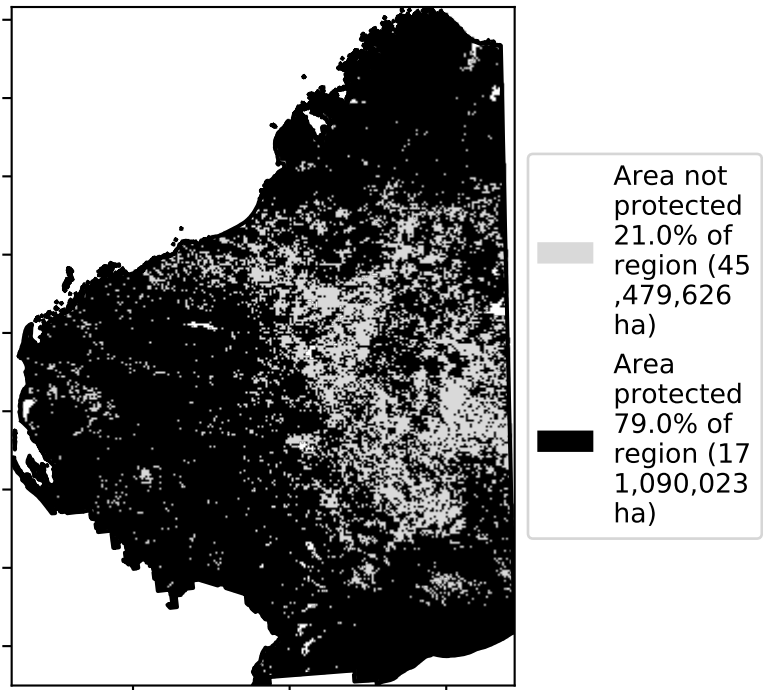 Area not
protected
21.0% of
region (45
,479,626
ha)
Area
protected
79.0% of
region (17
1,090,023
ha)